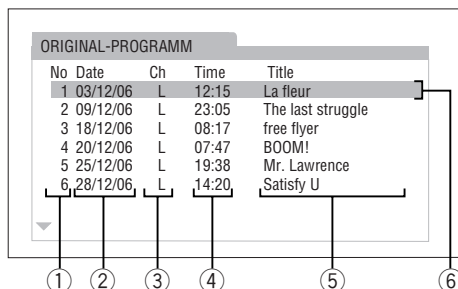 ORIGINAL-PROGRAMM
No Date Ch Time Title
1 03/12/06 L 12:15 La fleur
2 09/12/06 L 23:05 The last struggle
3 18/12/06 L 08:17 free flyer
4 20/12/06 L 07:47 BOOM!
5 25/12/06 L 19:38 Mr. Lawrence
6 28/12/06 L 14:20 Satisfy U
① ② ③ ④ ⑤ ⑥